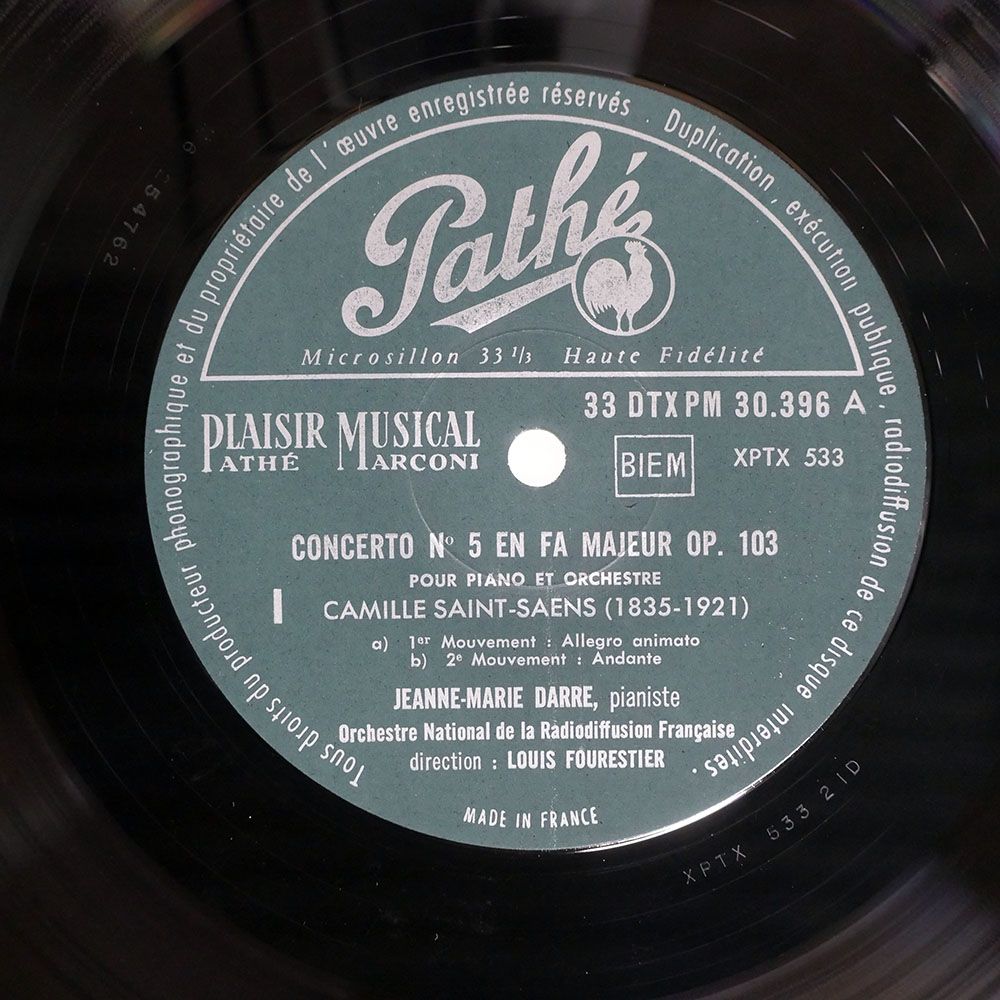 Tous droits du producteur phonographique et du propriétaire de l'œuvre enregistrée réservés . Duplication, exécution publique, radiodiffusion de ce disque interdites.
Pathé
Microsillon 33 1/3 Haute Fidélité
PLAISIR MUSICAL
PATHÉ MARCONI
33 DTXPM 30.396 A
BIEM
XPTX 533
CONCERTO No 5 EN FA MAJEUR OP. 103
POUR PIANO ET ORCHESTRE
I
CAMILLE SAINT-SAENS (1835-1921)
a) 1er Mouvement : Allegro animato
b) 2e Mouvement : Andante
JEANNE-MARIE DARRE, pianiste
Orchestre National de la Radiodiffusion Française
direction : LOUIS FOURESTIER
MADE IN FRANCE
XPTX 533 21D